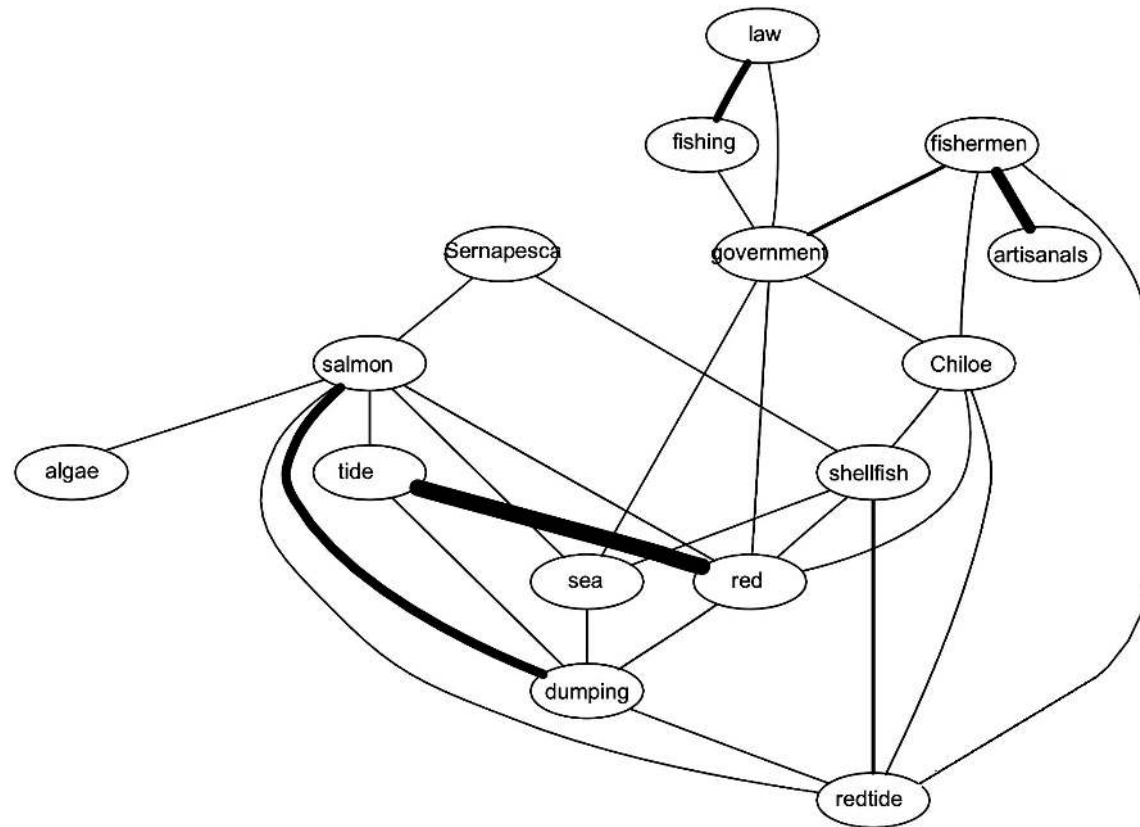 law
fishing
fishermen
Sernapesca
government
artisanals
salmon
Chiloe
algae
tide
shellfish
sea
red
dumping
redtide